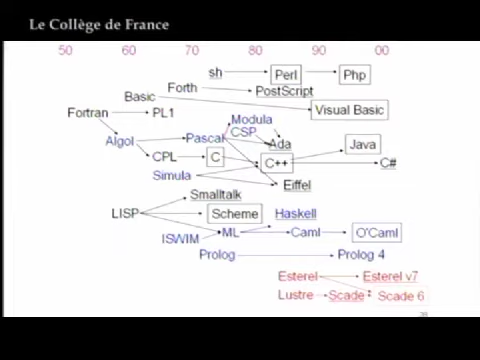 Le Collège de France
50 60 70 80 90 00
sh Perl Php
Forth PostScript
Basic Visual Basic
Fortran PL1 Modula
CSP
Algol Pascal Ada Java
CPL C C++ C#
Simula Eiffel
Smalltalk
LISP Scheme Haskell
ISWIM ML Caml O'Caml
Prolog Prolog 4
Esterel Esterel v7
Lustre Scade Scade 6